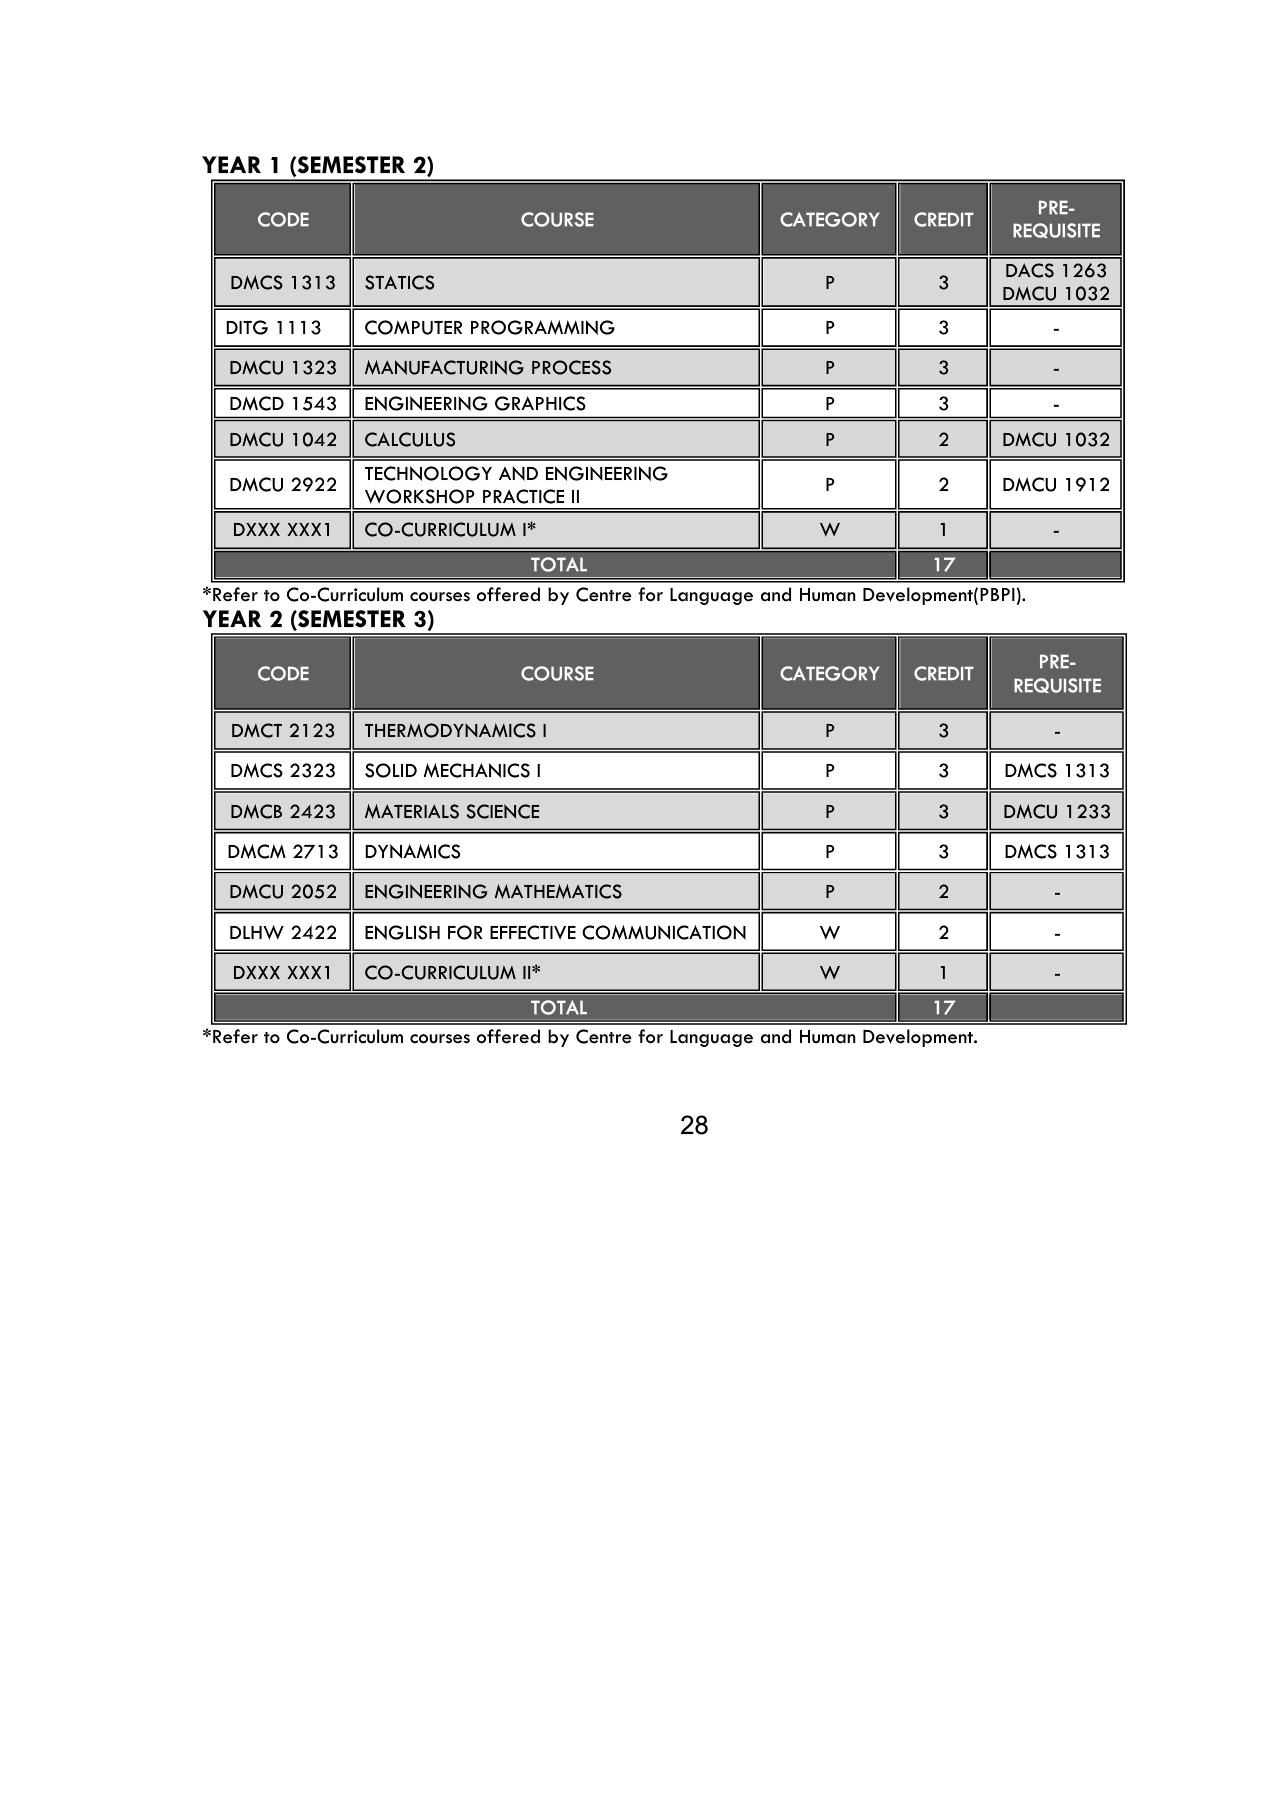 YEAR 1 (SEMESTER 2)
CODE COURSE CATEGORY CREDIT PRE-
REQUISITE
DMCS 1313 STATICS P 3 DACS 1263
DMCU 1032
DITG 1113 COMPUTER PROGRAMMING P 3 -
DMCU 1323 MANUFACTURING PROCESS P 3 -
DMCD 1543 ENGINEERING GRAPHICS P 3 -
DMCU 1042 CALCULUS P 2 DMCU 1032
DMCU 2922 TECHNOLOGY AND ENGINEERING
WORKSHOP PRACTICE II P 2 DMCU 1912
DXXX XXX1 CO-CURRICULUM I* W 1 -
TOTAL 17
*Refer to Co-Curriculum courses offered by Centre for Language and Human Development(PBPI).
YEAR 2 (SEMESTER 3)
CODE COURSE CATEGORY CREDIT PRE-
REQUISITE
DMCT 2123 THERMODYNAMICS I P 3 -
DMCS 2323 SOLID MECHANICS I P 3 DMCS 1313
DMCB 2423 MATERIALS SCIENCE P 3 DMCU 1233
DMCM 2713 DYNAMICS P 3 DMCS 1313
DMCU 2052 ENGINEERING MATHEMATICS P 2 -
DLHW 2422 ENGLISH FOR EFFECTIVE COMMUNICATION W 2 -
DXXX XXX1 CO-CURRICULUM II* W 1 -
TOTAL 17
*Refer to Co-Curriculum courses offered by Centre for Language and Human Development.
28